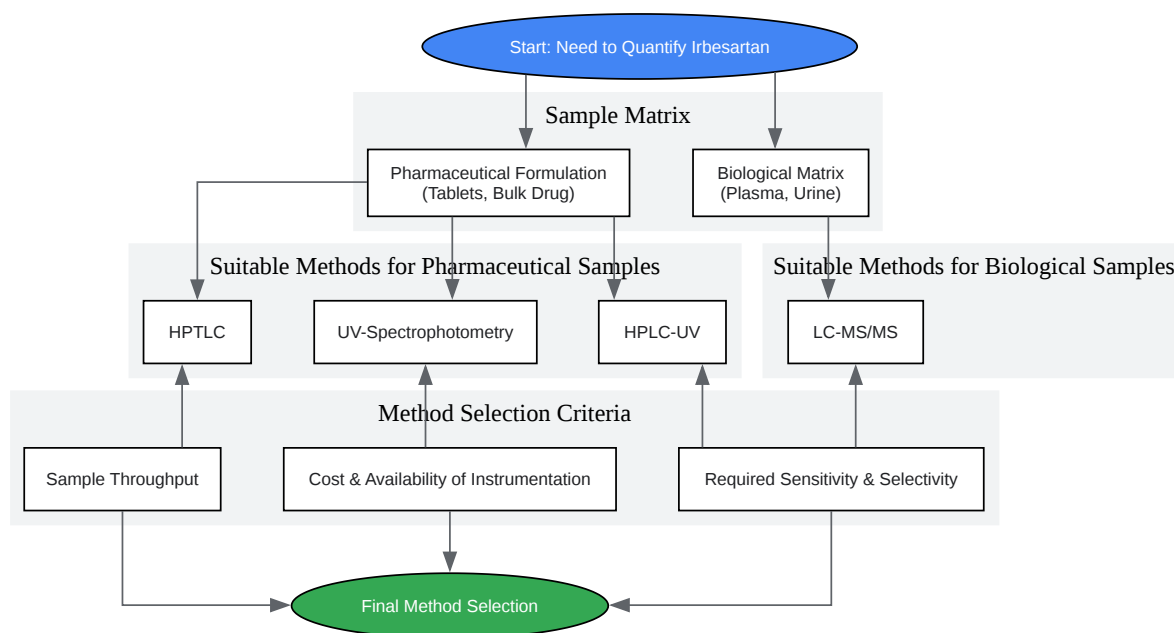 Start: Need to Quantify Irbesartan
Sample Matrix
Pharmaceutical Formulation
(Tablets, Bulk Drug)
Biological Matrix
(Plasma, Urine)
Suitable Methods for Pharmaceutical Samples
Suitable Methods for Biological Samples
HPTLC
UV-Spectrophotometry
HPLC-UV
LC-MS/MS
Method Selection Criteria
Sample Throughput
Cost & Availability of Instrumentation
Required Sensitivity & Selectivity
Final Method Selection